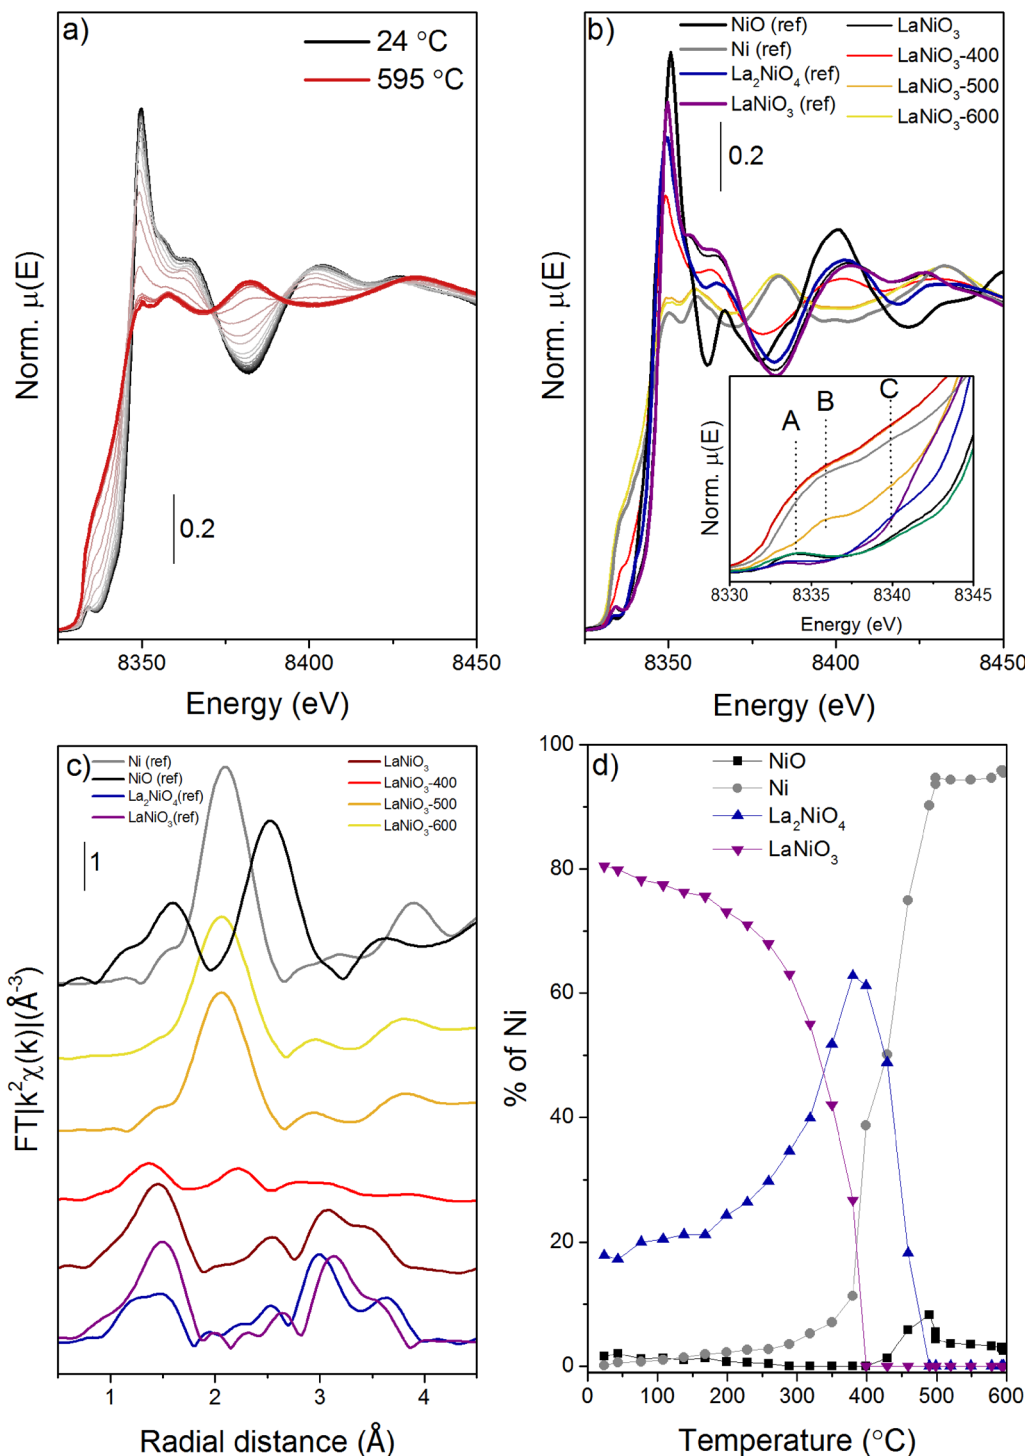 a)
24 °C
595 °C
0.2
Norm. μ(E)
8350
8400
8450
Energy (eV)
b)
NiO (ref)
Ni (ref)
La₂NiO₄ (ref)
LaNiO₃ (ref)
LaNiO₃
LaNiO₃-400
LaNiO₃-500
LaNiO₃-600
0.2
Norm. μ(E)
A
B
C
Norm. μ(E)
8330
8335
8340
8345
Energy (eV)
8350
8400
8450
Energy (eV)
c)
Ni (ref)
NiO (ref)
La₂NiO₄(ref)
LaNiO₃(ref)
LaNiO₃
LaNiO₃-400
LaNiO₃-500
LaNiO₃-600
1
FT|k²χ(k)|(Å⁻³)
1
2
3
4
Radial distance (Å)
d)
NiO
Ni
La₂NiO₄
LaNiO₃
% of Ni
100
80
60
40
20
0
0
100
200
300
400
500
600
Temperature (°C)